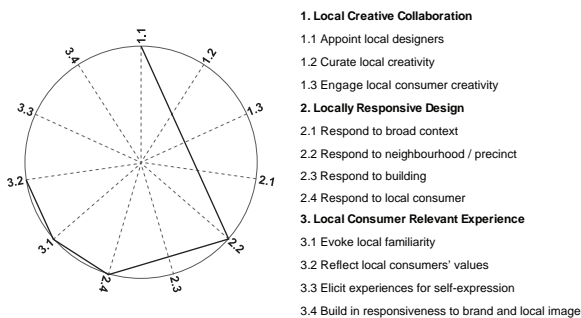 1.1
1.2
1.3
2.1
2.2
2.3
2.4
3.1
3.2
3.3
3.4
1. Local Creative Collaboration
1.1 Appoint local designers
1.2 Curate local creativity
1.3 Engage local consumer creativity
2. Locally Responsive Design
2.1 Respond to broad context
2.2 Respond to neighbourhood / precinct
2.3 Respond to building
2.4 Respond to local consumer
3. Local Consumer Relevant Experience
3.1 Evoke local familiarity
3.2 Reflect local consumers' values
3.3 Elicit experiences for self-expression
3.4 Build in responsiveness to brand and local image